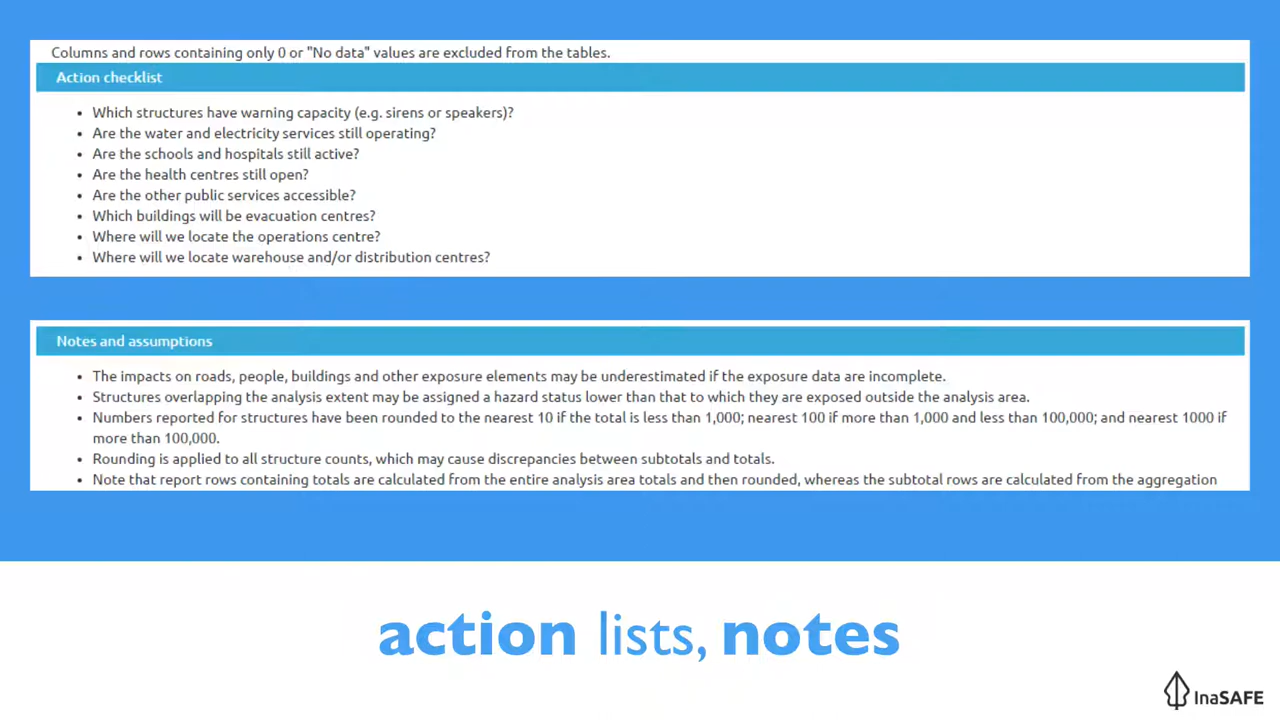 Columns and rows containing only 0 or "No data" values are excluded from the tables.
Action checklist
• Which structures have warning capacity (e.g. sirens or speakers)?
• Are the water and electricity services still operating?
• Are the schools and hospitals still active?
• Are the health centres still open?
• Are the other public services accessible?
• Which buildings will be evacuation centres?
• Where will we locate the operations centre?
• Where will we locate warehouse and/or distribution centres?
Notes and assumptions
• The impacts on roads, people, buildings and other exposure elements may be underestimated if the exposure data are incomplete.
• Structures overlapping the analysis extent may be assigned a hazard status lower than that to which they are exposed outside the analysis area.
• Numbers reported for structures have been rounded to the nearest 10 if the total is less than 1,000; nearest 100 if more than 1,000 and less than 100,000; and nearest 1000 if
more than 100,000.
• Rounding is applied to all structure counts, which may cause discrepancies between subtotals and totals.
• Note that report rows containing totals are calculated from the entire analysis area totals and then rounded, whereas the subtotal rows are calculated from the aggregation
action lists, notes
InaSAFE